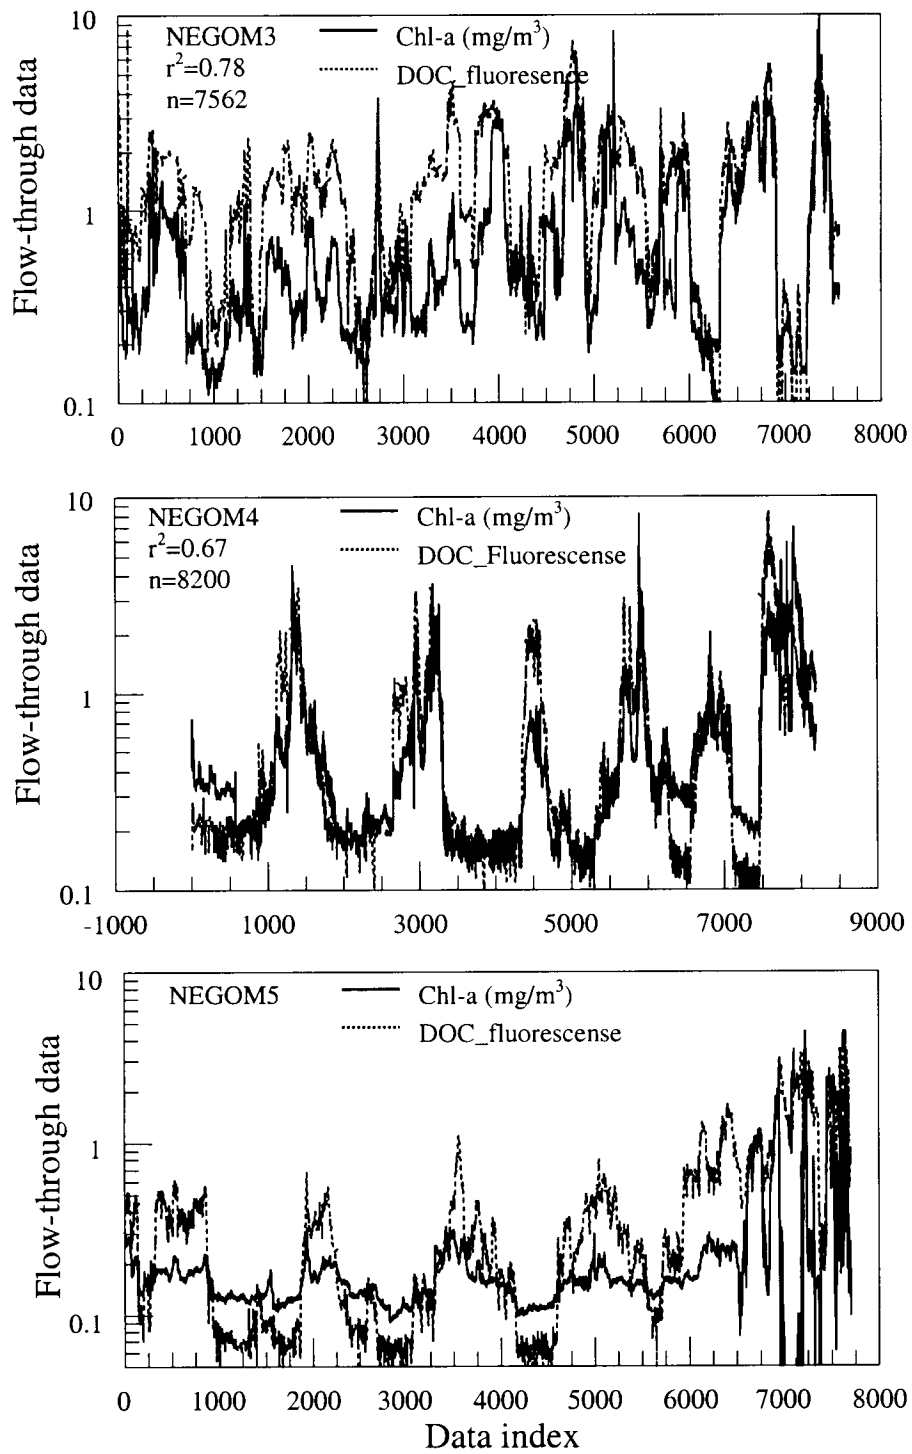 NEGOM3
r²=0.78
n=7562
Chl-a (mg/m³)
DOC_fluoresence
Flow-through data
10
1
0.1
0 1000 2000 3000 4000 5000 6000 7000 8000
NEGOM4
r²=0.67
n=8200
Chl-a (mg/m³)
DOC_Fluorescense
Flow-through data
10
1
0.1
-1000 1000 3000 5000 7000 9000
NEGOM5
Chl-a (mg/m³)
DOC_fluorescense
Flow-through data
10
1
0.1
0 1000 2000 3000 4000 5000 6000 7000 8000
Data index